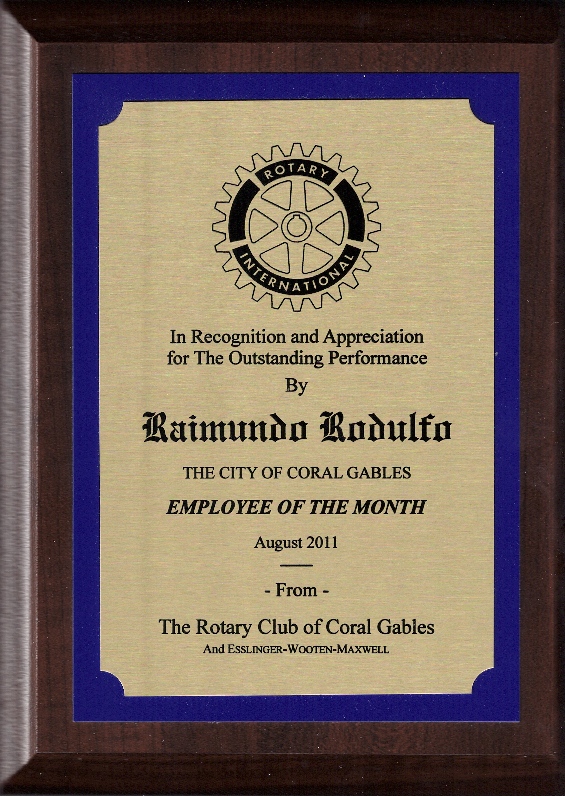 ROTARY
INTERNATIONAL
In Recognition and Appreciation
for The Outstanding Performance
By
Raimundo Rodulfo
THE CITY OF CORAL GABLES
EMPLOYEE OF THE MONTH
August 2011
- From -
The Rotary Club of Coral Gables
And ESSLINGER-WOOTEN-MAXWELL